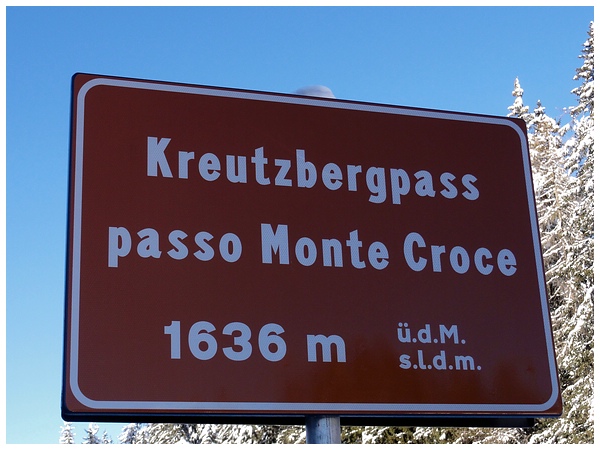 Kreutzbergpass
passo Monte Croce
1636 m ü.d.M.
s.l.d.m.